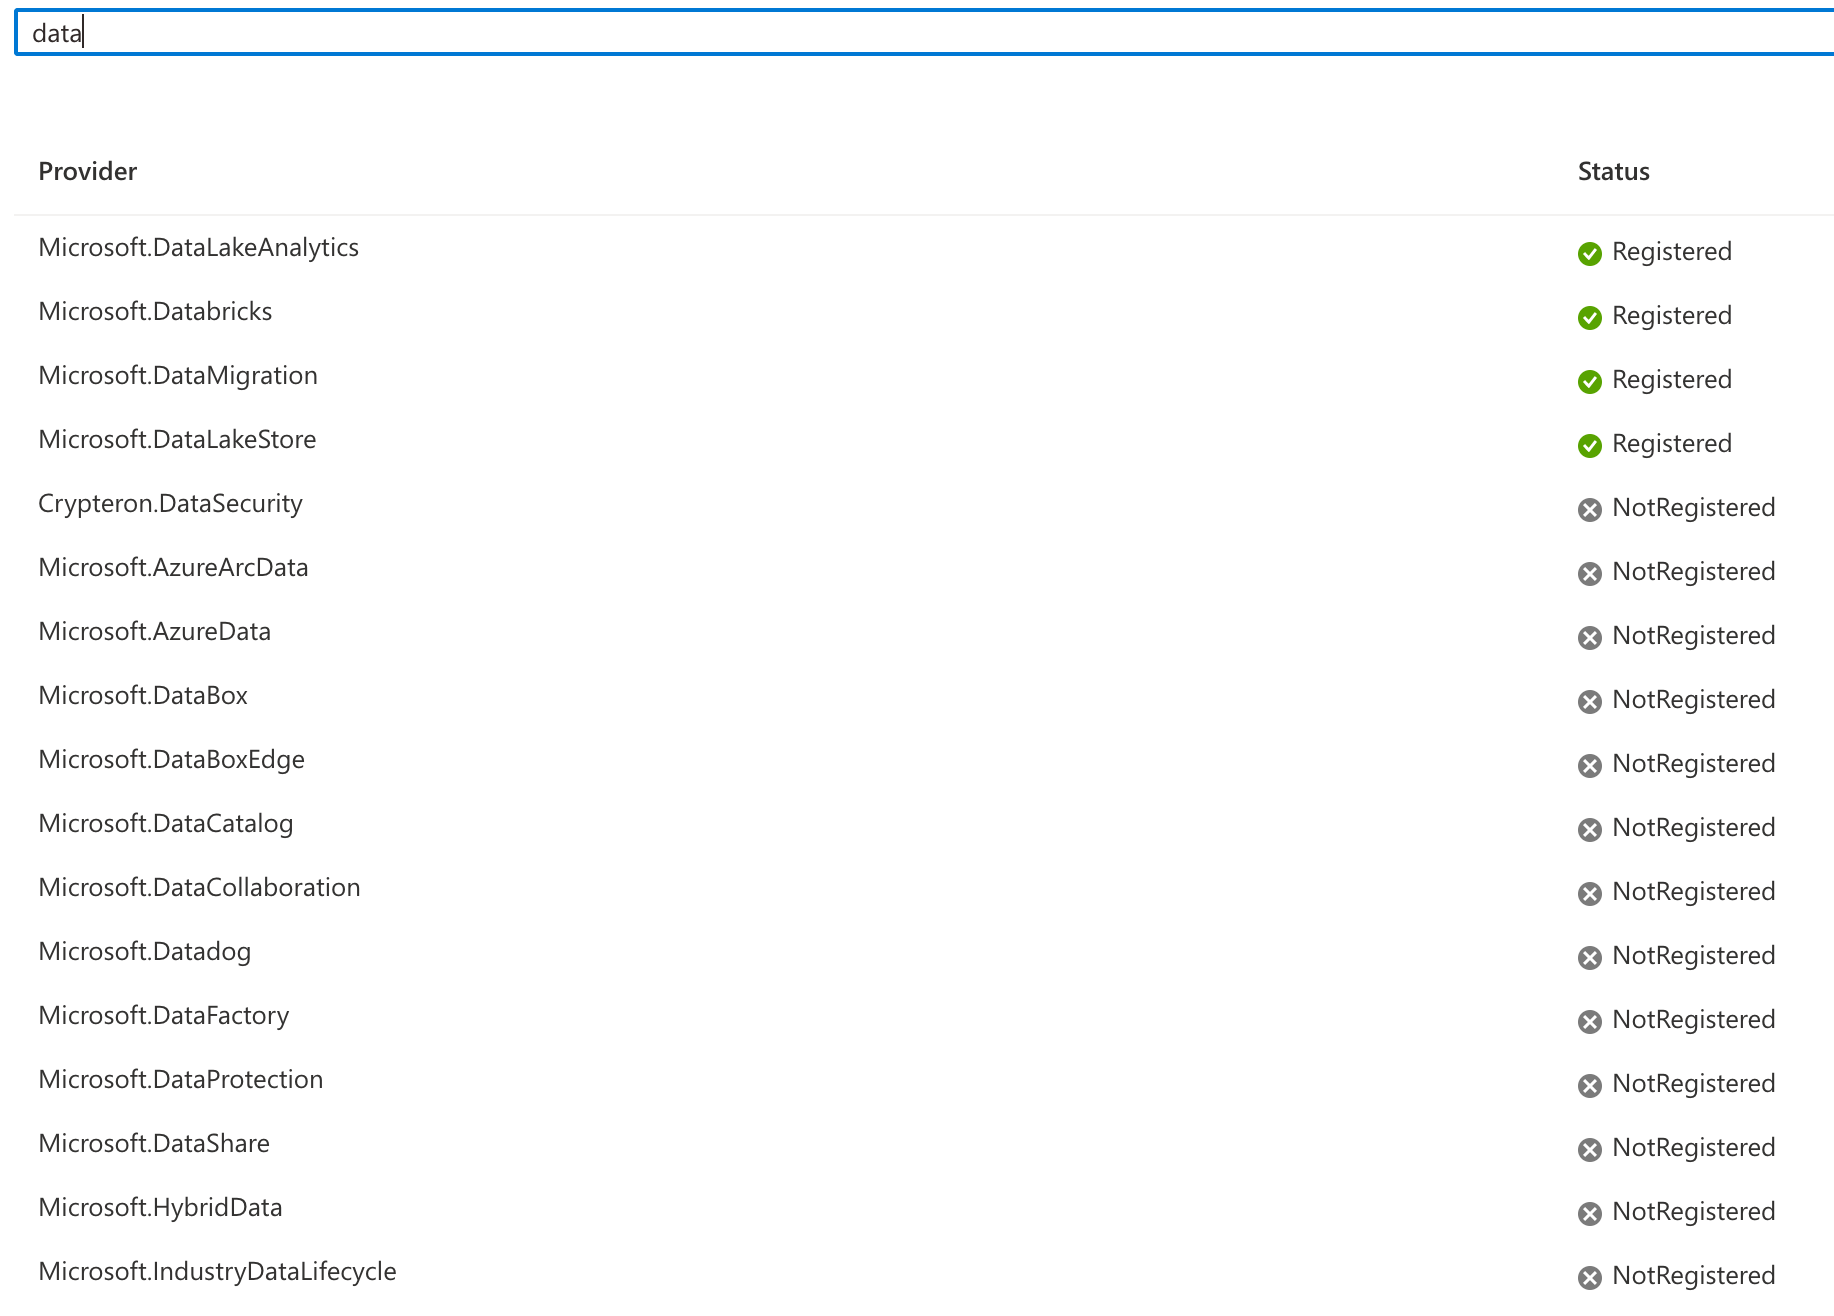 data
Provider Status
Microsoft.DataLakeAnalytics Registered
Microsoft.Databricks Registered
Microsoft.DataMigration Registered
Microsoft.DataLakeStore Registered
Crypteron.DataSecurity NotRegistered
Microsoft.AzureArcData NotRegistered
Microsoft.AzureData NotRegistered
Microsoft.DataBox NotRegistered
Microsoft.DataBoxEdge NotRegistered
Microsoft.DataCatalog NotRegistered
Microsoft.DataCollaboration NotRegistered
Microsoft.Datadog NotRegistered
Microsoft.DataFactory NotRegistered
Microsoft.DataProtection NotRegistered
Microsoft.DataShare NotRegistered
Microsoft.HybridData NotRegistered
Microsoft.IndustryDataLifecycle NotRegistered